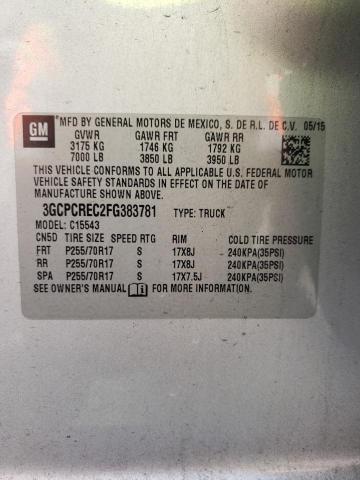 GM MFD BY GENERAL MOTORS DE MEXICO, S. DE R.L. DE C.V. 05/15
GVWR GAWR FRT GAWR RR
3175 KG 1746 KG 1792 KG
7000 LB 3850 LB 3950 LB
THIS VEHICLE CONFORMS TO ALL APPLICABLE U.S. FEDERAL MOTOR
VEHICLE SAFETY STANDARDS IN EFFECT ON THE DATE OF
MANUFACTURE SHOWN ABOVE.
3GCPCREC2FG383781 TYPE: TRUCK
MODEL: C15543
CN5D TIRE SIZE SPEED RTG RIM COLD TIRE PRESSURE
FRT P255/70R17 S 17X8J 240KPA(35PSI)
RR P255/70R17 S 17X8J 240KPA(35PSI)
SPA P255/70R17 S 17X7.5J 240KPA(35PSI)
SEE OWNER'S MANUAL FOR MORE INFORMATION